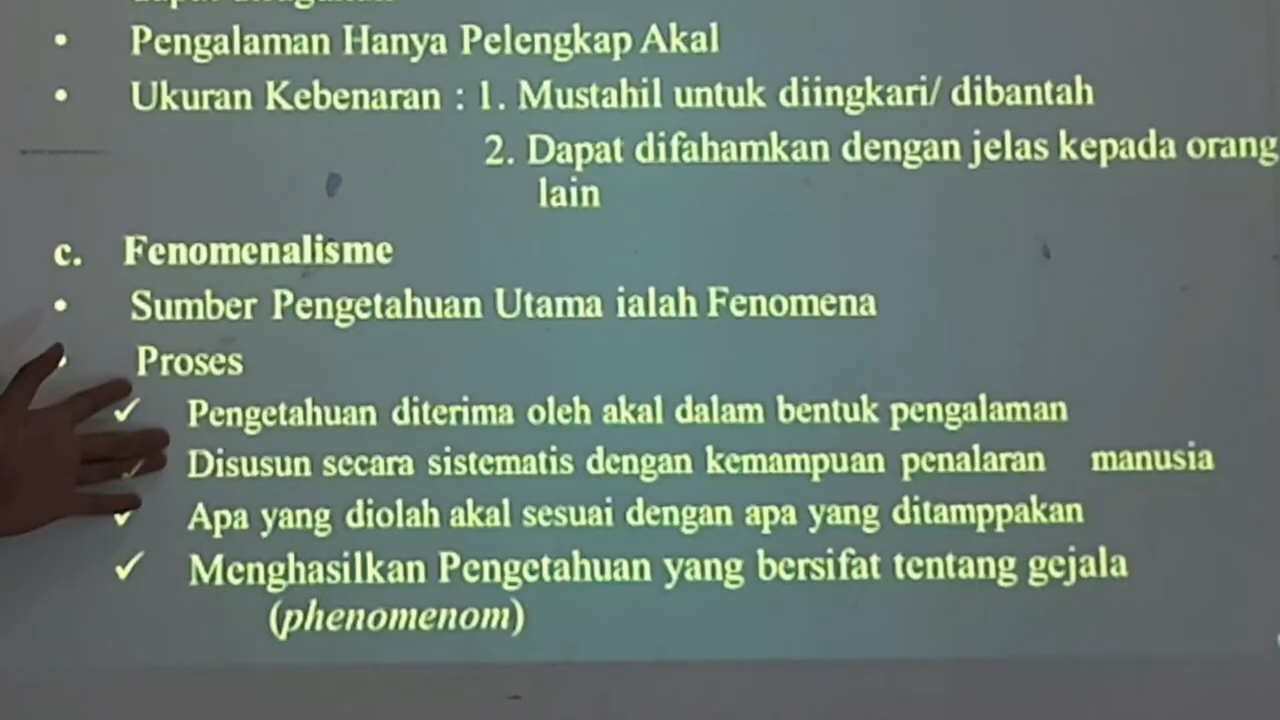 • Pengalaman Hanya Pelengkap Akal
• Ukuran Kebenaran : 1. Mustahil untuk diingkari/ dibantah
2. Dapat difahamkan dengan jelas kepada orang
lain
c. Fenomenalisme
• Sumber Pengetahuan Utama ialah Fenomena
• Proses
✓ Pengetahuan diterima oleh akal dalam bentuk pengalaman
✓ Disusun secara sistematis dengan kemampuan penalaran manusia
✓ Apa yang diolah akal sesuai dengan apa yang ditamppakan
✓ Menghasilkan Pengetahuan yang bersifat tentang gejala
(phenomenom)